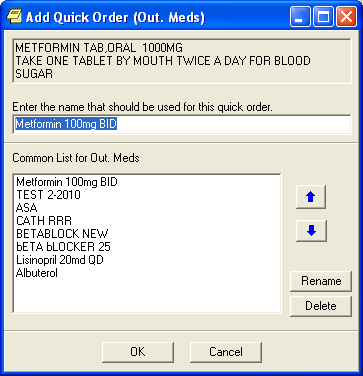 Add Quick Order (Out. Meds)
METFORMIN TAB,ORAL 1000MG
TAKE ONE TABLET BY MOUTH TWICE A DAY FOR BLOOD
SUGAR
Enter the name that should be used for this quick order.
Metformin 100mg BID
Common List for Out. Meds
Metformin 100mg BID
TEST 2-2010
ASA
CATH RRR
BETABLOCK NEW
bETA bLOCKER 25
Lisinopril 20md QD
Albuterol
Rename
Delete
OK
Cancel